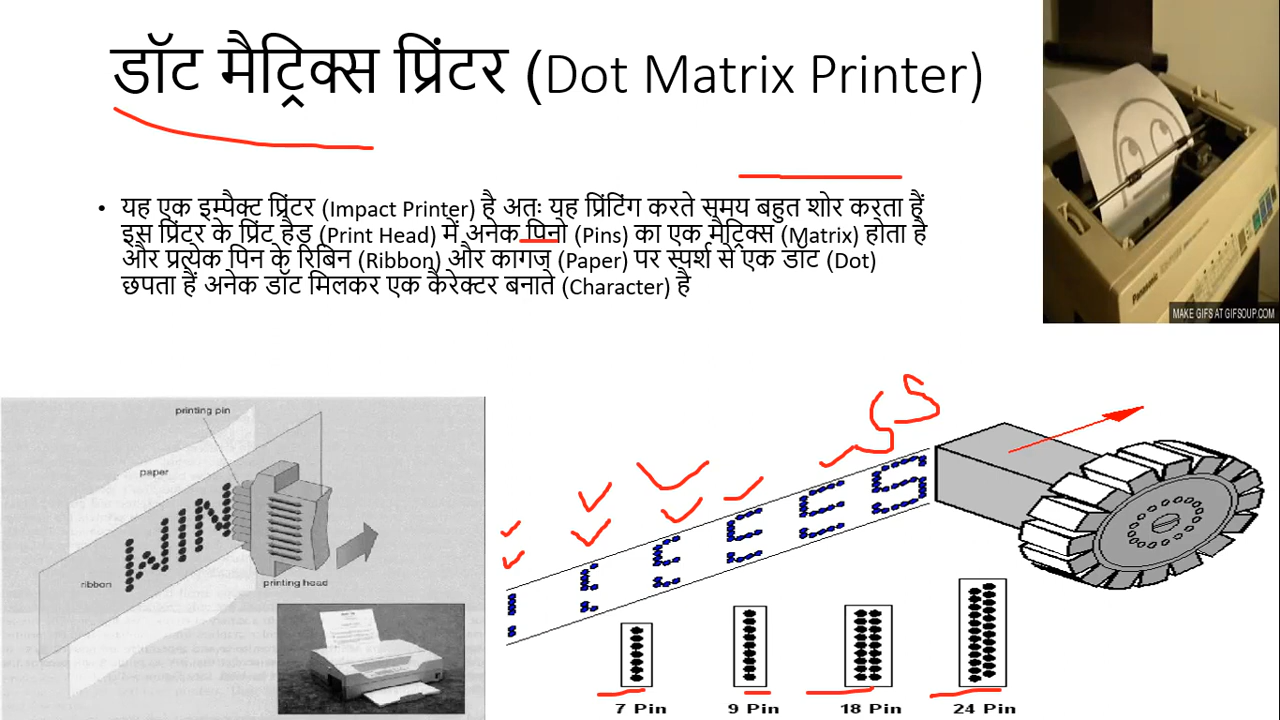 डॉट मैट्रिक्स प्रिंटर (Dot Matrix Printer)
• यह एक इम्पैक्ट प्रिंटर (Impact Printer) है अतः यह प्रिंटिंग करते समय बहुत शोर करता हैं
इस प्रिंटर के प्रिंट हैड (Print Head) में अनेक पिनो (Pins) का एक मैट्रिक्स (Matrix) होता है
और प्रत्येक पिन के रिबिन (Ribbon) और कागज (Paper) पर स्पर्श से एक डॉट (Dot)
छपता हैं अनेक डॉट मिलकर एक कैरेक्टर बनाते (Character) है
Panasonic
MAKE GIFS AT GIFSOUP.COM
printing pin
paper
WIN
ribbon
printing head
7 Pin
9 Pin
18 Pin
24 Pin